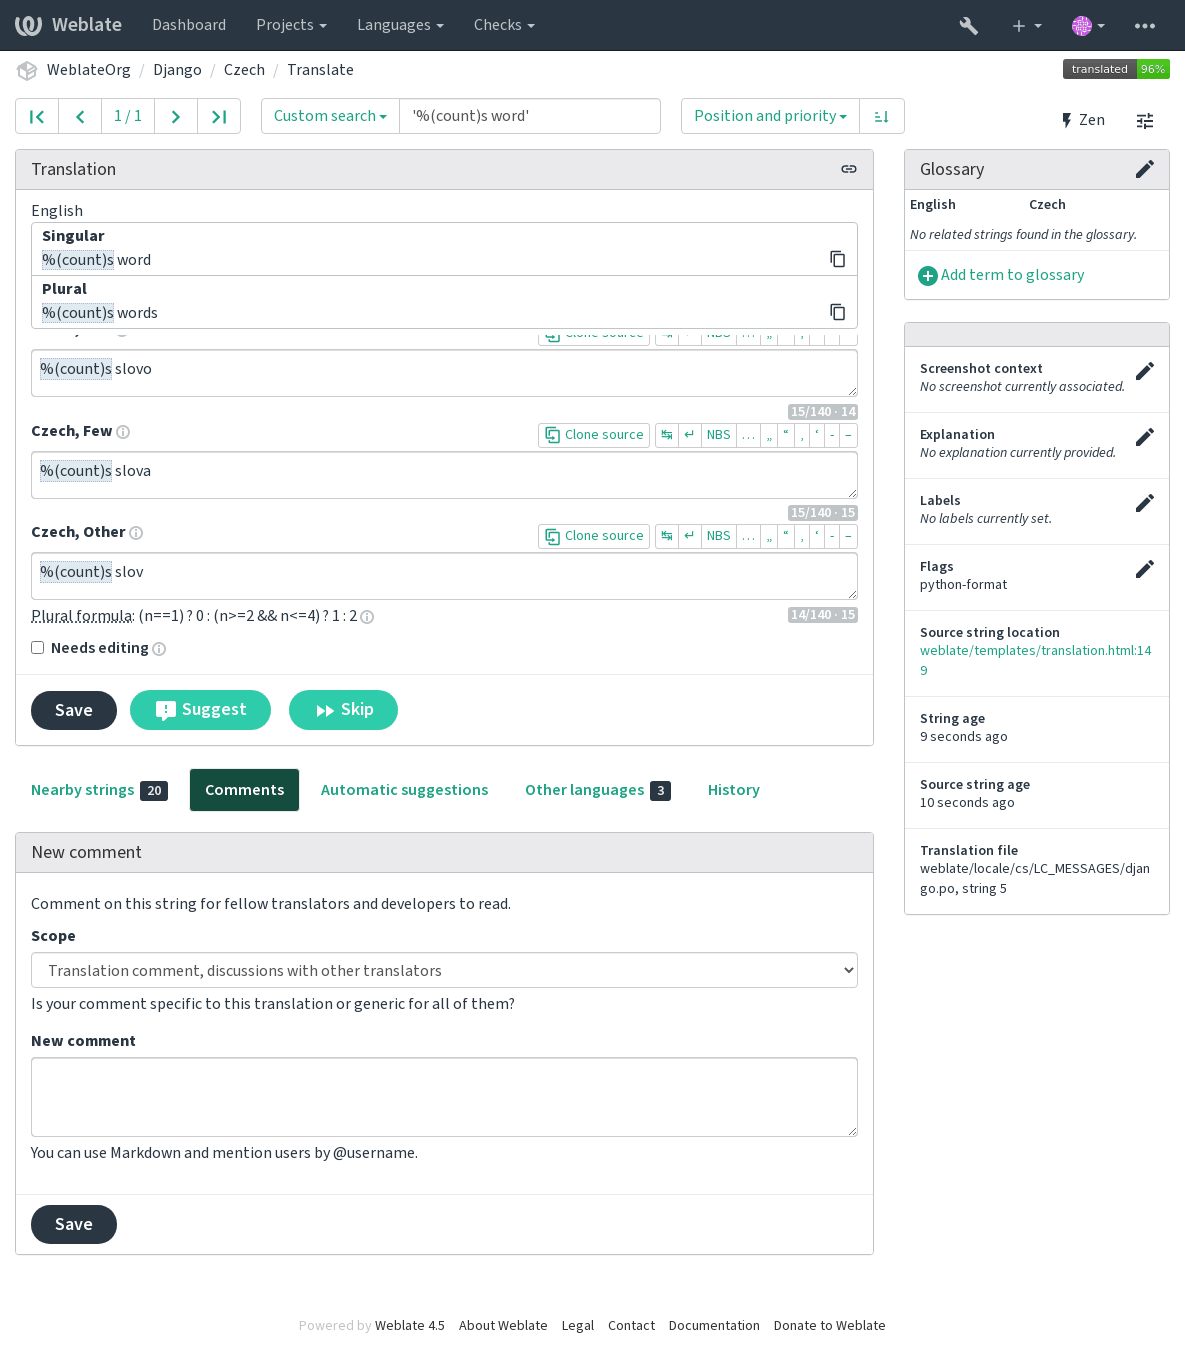 Weblate Dashboard Projects Languages Checks
WeblateOrg / Django / Czech / Translate translated 96%
1 / 1 Custom search '%(count)s word' Position and priority Zen
Translation
English
Singular
%(count)s word
Plural
%(count)s words
%(count)s slovo
15/140 · 14
Czech, Few Clone source ↹ ↵ NBS … „ “ ‚ ‘ - –
%(count)s slova
15/140 · 15
Czech, Other Clone source ↹ ↵ NBS … „ “ ‚ ‘ - –
%(count)s slov
Plural formula: (n==1) ? 0 : (n>=2 && n<=4) ? 1 : 2 14/140 · 15
Needs editing
Save Suggest Skip
Nearby strings 20 Comments Automatic suggestions Other languages 3 History
New comment
Comment on this string for fellow translators and developers to read.
Scope
Translation comment, discussions with other translators
Is your comment specific to this translation or generic for all of them?
New comment
You can use Markdown and mention users by @username.
Save
Glossary
English Czech
No related strings found in the glossary.
Add term to glossary
Screenshot context
No screenshot currently associated.
Explanation
No explanation currently provided.
Labels
No labels currently set.
Flags
python-format
Source string location
weblate/templates/translation.html:14
9
String age
9 seconds ago
Source string age
10 seconds ago
Translation file
weblate/locale/cs/LC_MESSAGES/djan
go.po, string 5
Powered by Weblate 4.5 About Weblate Legal Contact Documentation Donate to Weblate